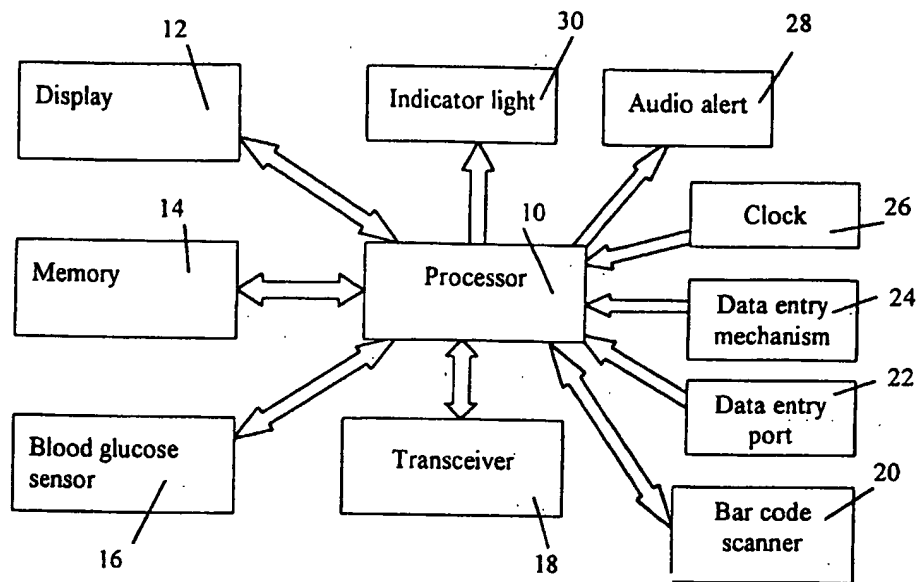 12
30
28
Display
Indicator light
Audio alert
14
10
Clock
26
Memory
Processor
Data entry
mechanism
24
22
Data entry
port
Blood glucose
sensor
Transceiver
20
Bar code
scanner
16
18